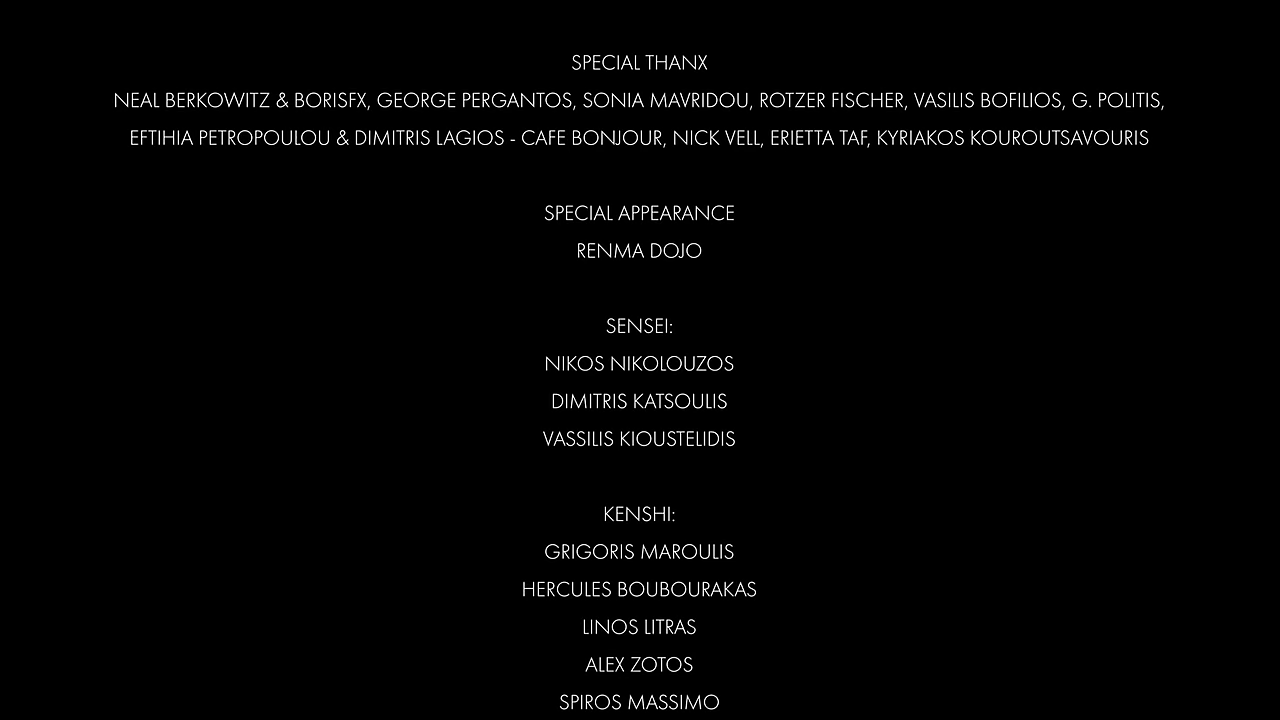 SPECIAL THANX
NEAL BERKOWITZ & BORISFX, GEORGE PERGANTOS, SONIA MAVRIDOU, ROTZER FISCHER, VASILIS BOFILIOS, G. POLITIS,
EFTIHIA PETROPOULOU & DIMITRIS LAGIOS - CAFE BONJOUR, NICK VELL, ERIETTA TAF, KYRIAKOS KOUROUTSAVOURIS
SPECIAL APPEARANCE
RENMA DOJO
SENSEI:
NIKOS NIKOLOUZOS
DIMITRIS KATSOULIS
VASSILIS KIOUSTELIDIS
KENSHI:
GRIGORIS MAROULIS
HERCULES BOUBOURAKAS
LINOS LITRAS
ALEX ZOTOS
SPIROS MASSIMO